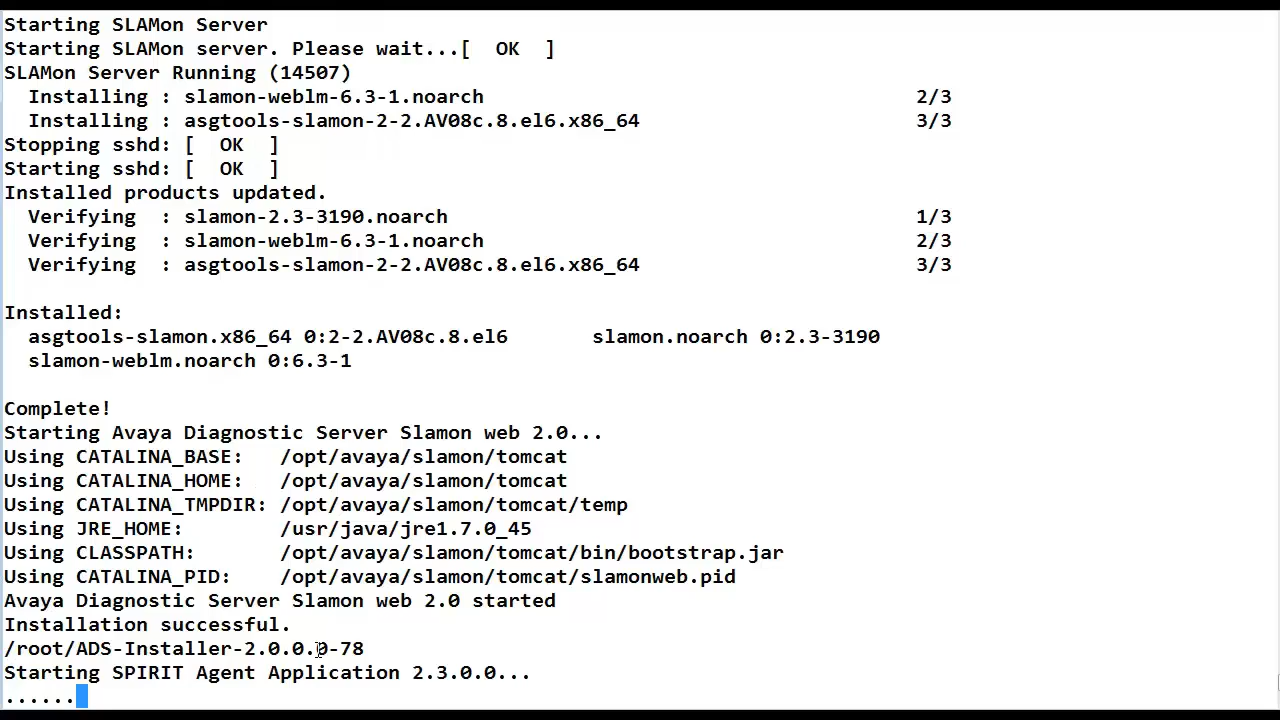 Starting SLAMon Server
Starting SLAMon server. Please wait...[  OK  ]
SLAMon Server Running (14507)
  Installing : slamon-weblm-6.3-1.noarch                                    2/3
  Installing : asgtools-slamon-2-2.AV08c.8.el6.x86_64                       3/3
Stopping sshd: [  OK  ]
Starting sshd: [  OK  ]
Installed products updated.
  Verifying  : slamon-2.3-3190.noarch                                       1/3
  Verifying  : slamon-weblm-6.3-1.noarch                                    2/3
  Verifying  : asgtools-slamon-2-2.AV08c.8.el6.x86_64                       3/3
Installed:
  asgtools-slamon.x86_64 0:2-2.AV08c.8.el6       slamon.noarch 0:2.3-3190
  slamon-weblm.noarch 0:6.3-1
Complete!
Starting Avaya Diagnostic Server Slamon web 2.0...
Using CATALINA_BASE:   /opt/avaya/slamon/tomcat
Using CATALINA_HOME:   /opt/avaya/slamon/tomcat
Using CATALINA_TMPDIR: /opt/avaya/slamon/tomcat/temp
Using JRE_HOME:        /usr/java/jre1.7.0_45
Using CLASSPATH:       /opt/avaya/slamon/tomcat/bin/bootstrap.jar
Using CATALINA_PID:    /opt/avaya/slamon/tomcat/slamonweb.pid
Avaya Diagnostic Server Slamon web 2.0 started
Installation successful.
/root/ADS-Installer-2.0.0.0-78
Starting SPIRIT Agent Application 2.3.0.0...
......